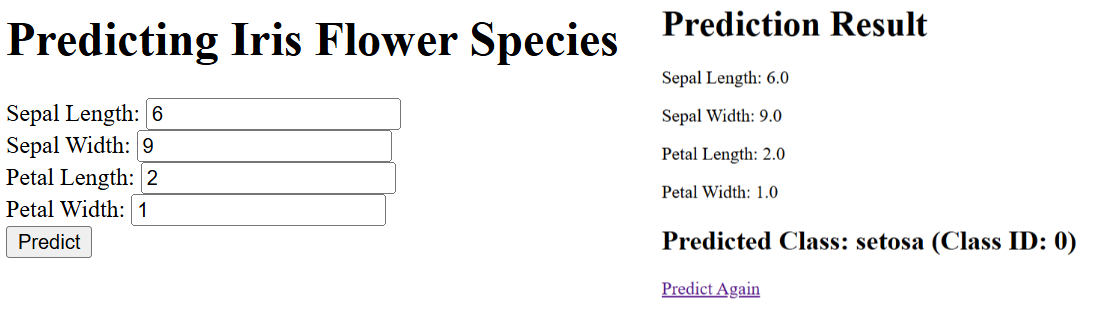 Predicting Iris Flower Species
Sepal Length: 6
Sepal Width: 9
Petal Length: 2
Petal Width: 1
Predict
Prediction Result
Sepal Length: 6.0
Sepal Width: 9.0
Petal Length: 2.0
Petal Width: 1.0
Predicted Class: setosa (Class ID: 0)
Predict Again